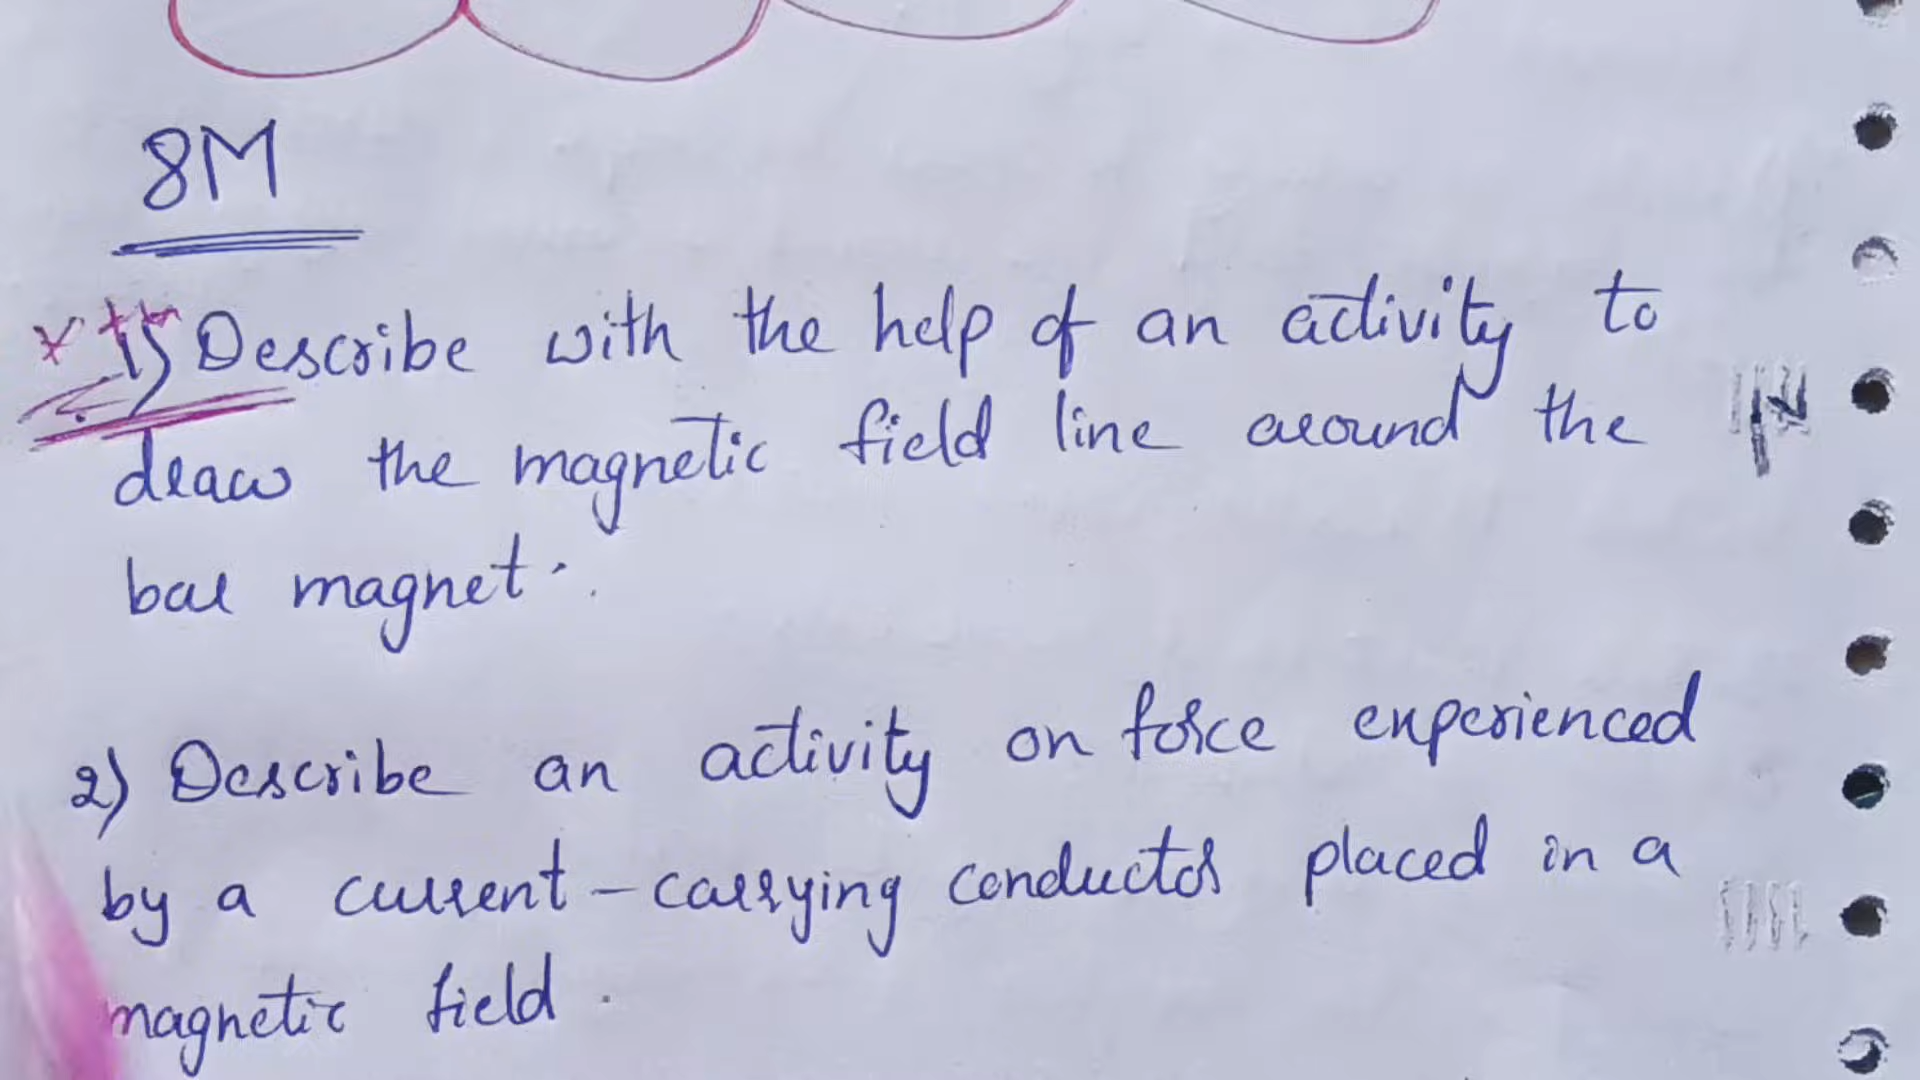 8M
1) Describe with the help of an activity to
draw the magnetic field line around the
bar magnet.
2) Describe an activity on force experienced
by a current-carrying conductor placed in a
magnetic field.